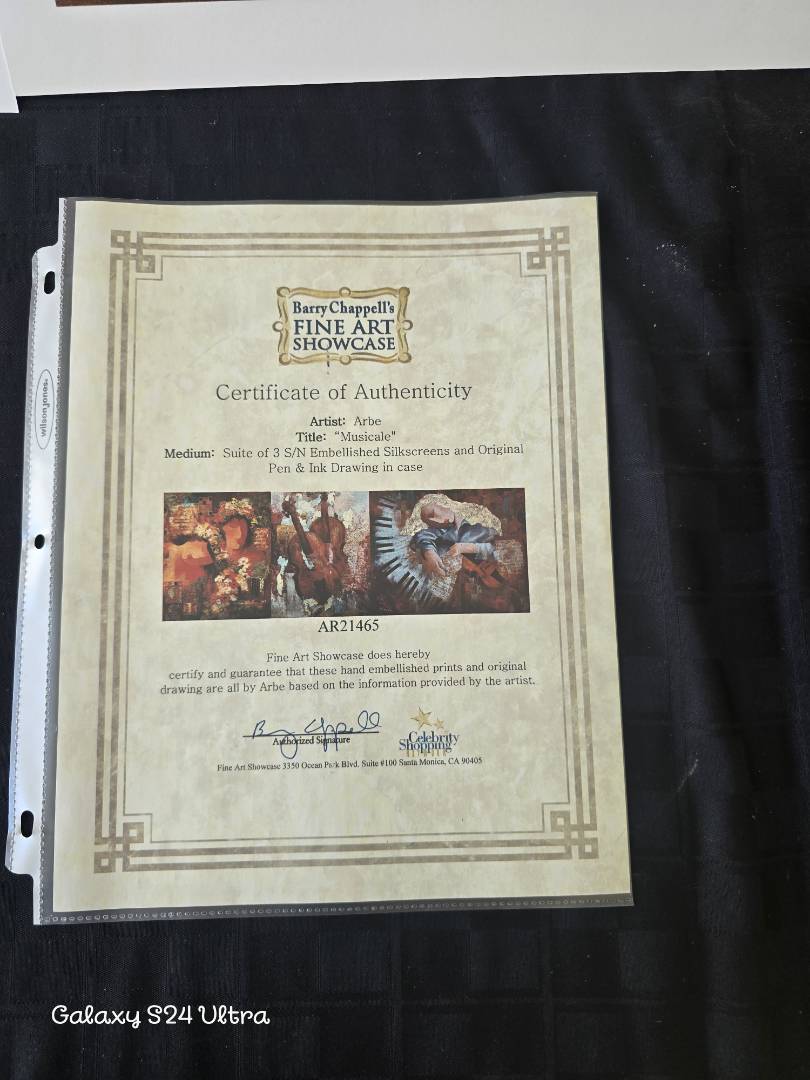 Barry Chappell's
FINE ART
SHOWCASE
Certificate of Authenticity
Artist: Arbe
Title: “Musicale"
Medium: Suite of 3 S/N Embellished Silkscreens and Original
Pen & Ink Drawing in case
AR21465
Fine Art Showcase does hereby
certify and guarantee that these hand embellished prints and original
drawing are all by Arbe based on the information provided by the artist.
Authorized Signature
Celebrity
Shopping
Fine Art Showcase 3350 Ocean Park Blvd. Suite #100 Santa Monica, CA 90405
wilson jones
Galaxy S24 Ultra